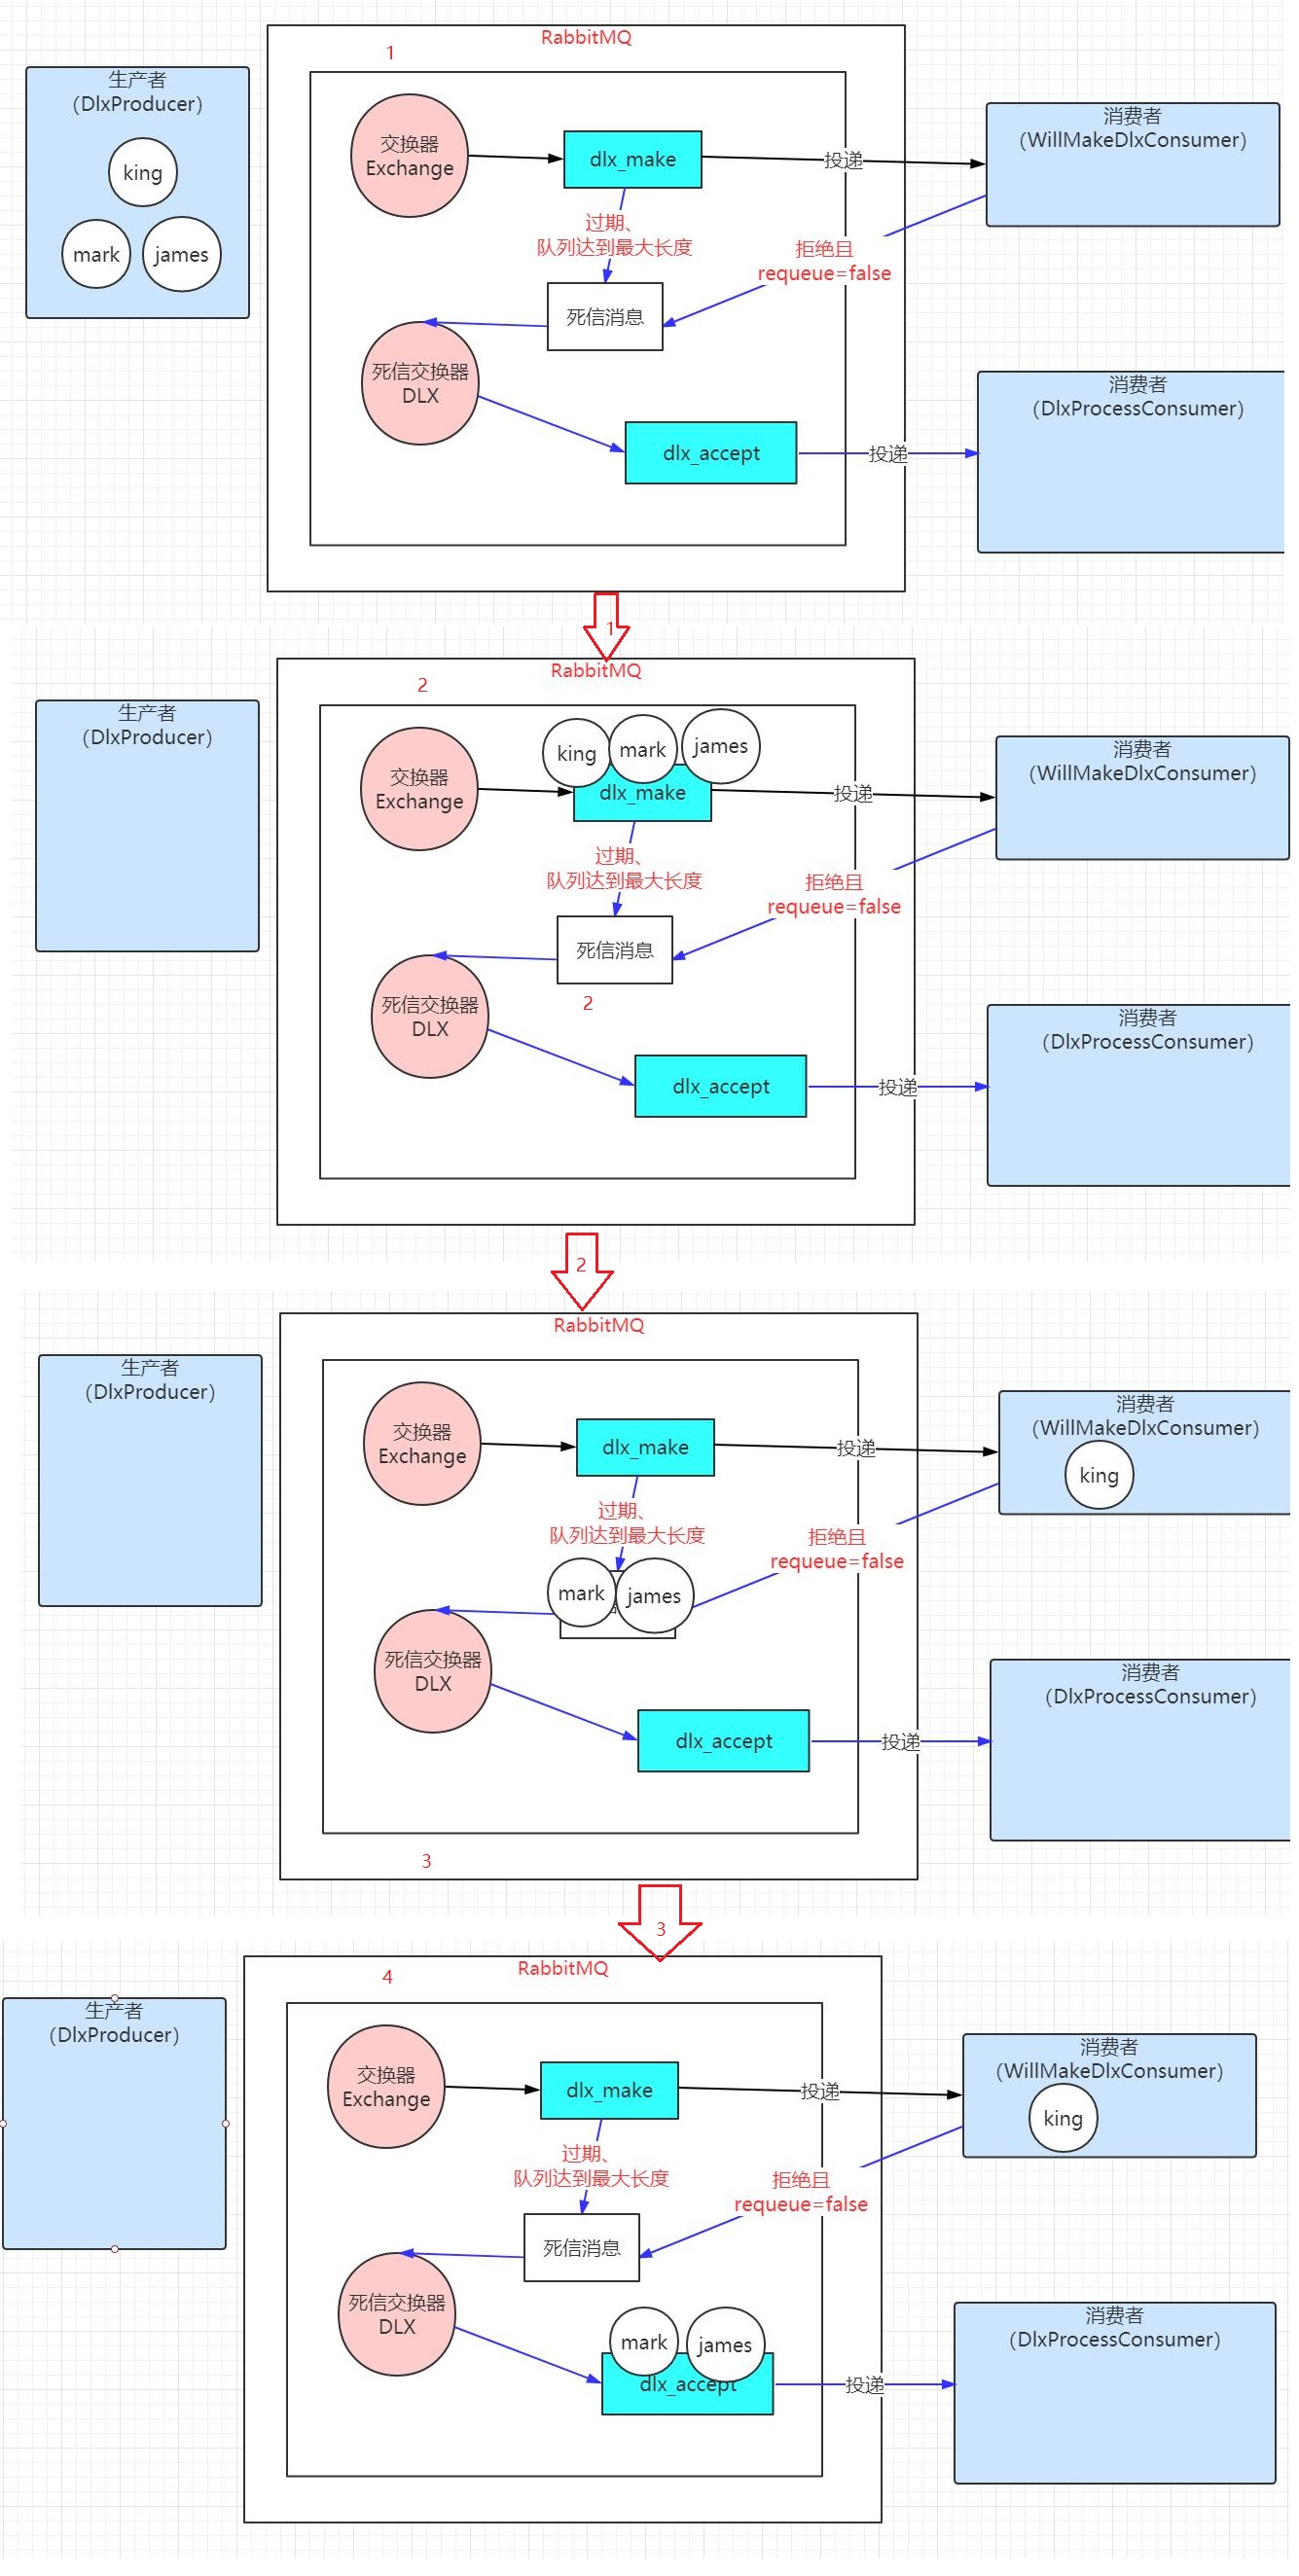 RabbitMQ
1
生产者
（DlxProducer）
king
mark
james
交换器
Exchange
dlx_make
投递
消费者
（WillMakeDlxConsumer）
过期、
队列达到最大长度
拒绝且
requeue=false
死信消息
死信交换器
DLX
dlx_accept
投递
消费者
（DlxProcessConsumer）
1
RabbitMQ
2
生产者
（DlxProducer）
king
mark
james
交换器
Exchange
dlx_make
投递
消费者
（WillMakeDlxConsumer）
过期、
队列达到最大长度
拒绝且
requeue=false
死信消息
2
死信交换器
DLX
dlx_accept
投递
消费者
（DlxProcessConsumer）
2
RabbitMQ
生产者
（DlxProducer）
交换器
Exchange
dlx_make
投递
消费者
（WillMakeDlxConsumer）
king
过期、
队列达到最大长度
拒绝且
requeue=false
mark
james
死信交换器
DLX
dlx_accept
投递
消费者
（DlxProcessConsumer）
3
3
RabbitMQ
4
生产者
（DlxProducer）
交换器
Exchange
dlx_make
投递
消费者
（WillMakeDlxConsumer）
king
过期、
队列达到最大长度
拒绝且
requeue=false
死信消息
死信交换器
DLX
mark
james
dlx_accept
投递
消费者
（DlxProcessConsumer）